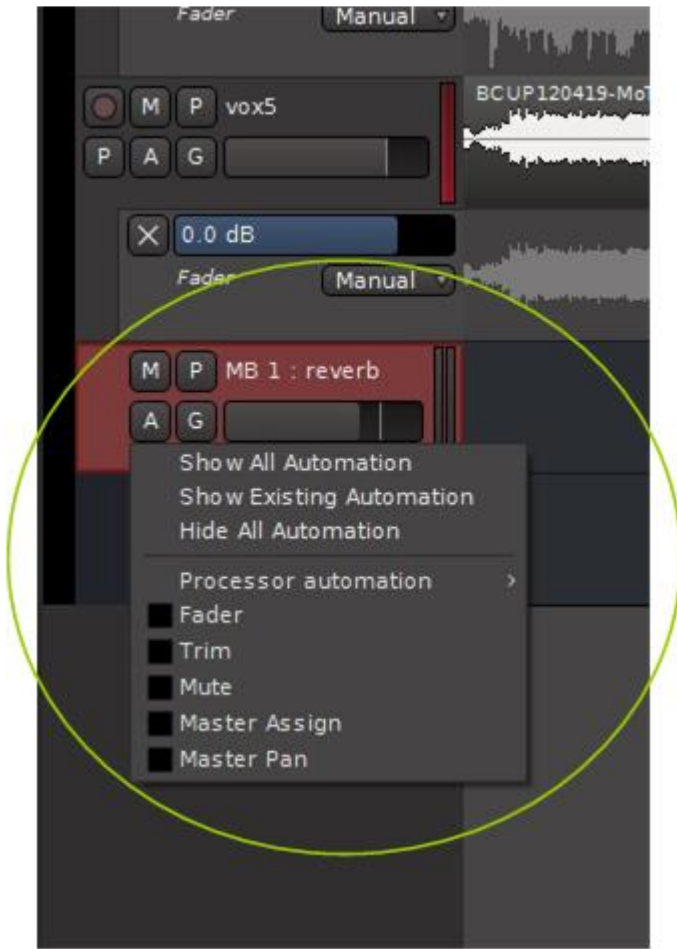 Fader Manual
M P vox5
BCUP120419-MoT
P A G
0.0 dB
Fader Manual
M P MB 1 : reverb
A G
Show All Automation
Show Existing Automation
Hide All Automation
Processor automation
Fader
Trim
Mute
Master Assign
Master Pan